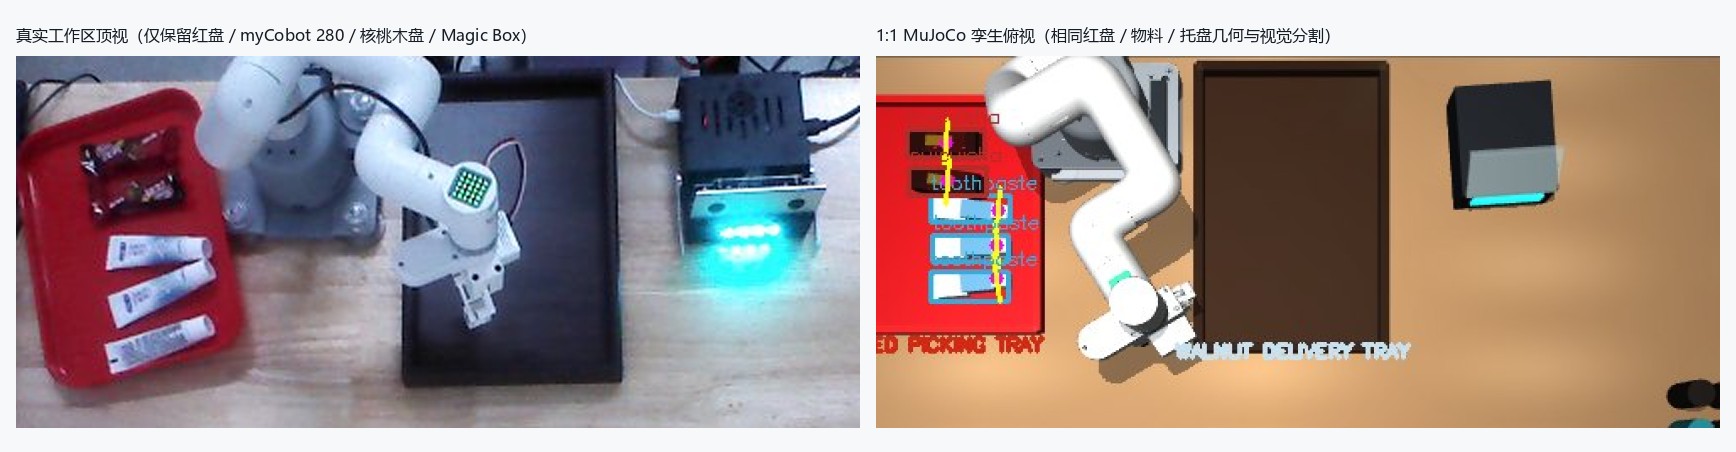 真实工作区顶视（仅保留红盘 / myCobot 280 / 核桃木盘 / Magic Box）
1:1 MuJoCo 孪生俯视（相同红盘 / 物料 / 托盘几何与视觉分割）
toothpaste
toothpaste
toothpaste
ED PICKING TRAY
WALNUT DELIVERY TRAY